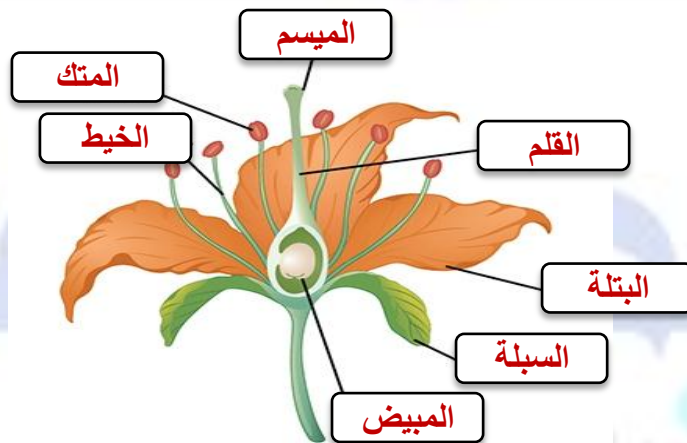 الميسم
المتك
الخيط
القلم
البتلة
السبلة
المبيض